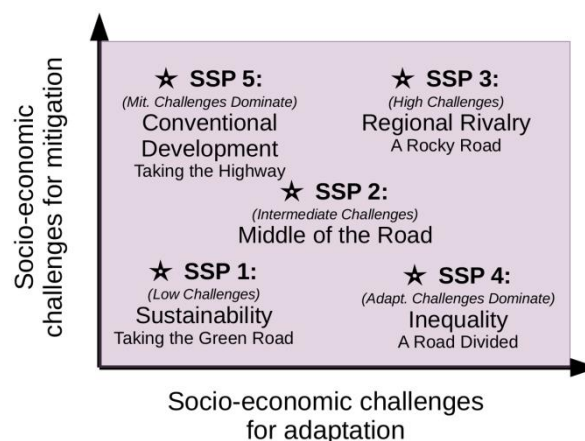 Socio-economic
challenges for mitigation
SSP 5:
(Mit. Challenges Dominate)
Conventional
Development
Taking the Highway
SSP 3:
(High Challenges)
Regional Rivalry
A Rocky Road
SSP 2:
(Intermediate Challenges)
Middle of the Road
SSP 1:
(Low Challenges)
Sustainability
Taking the Green Road
SSP 4:
(Adapt. Challenges Dominate)
Inequality
A Road Divided
Socio-economic challenges
for adaptation